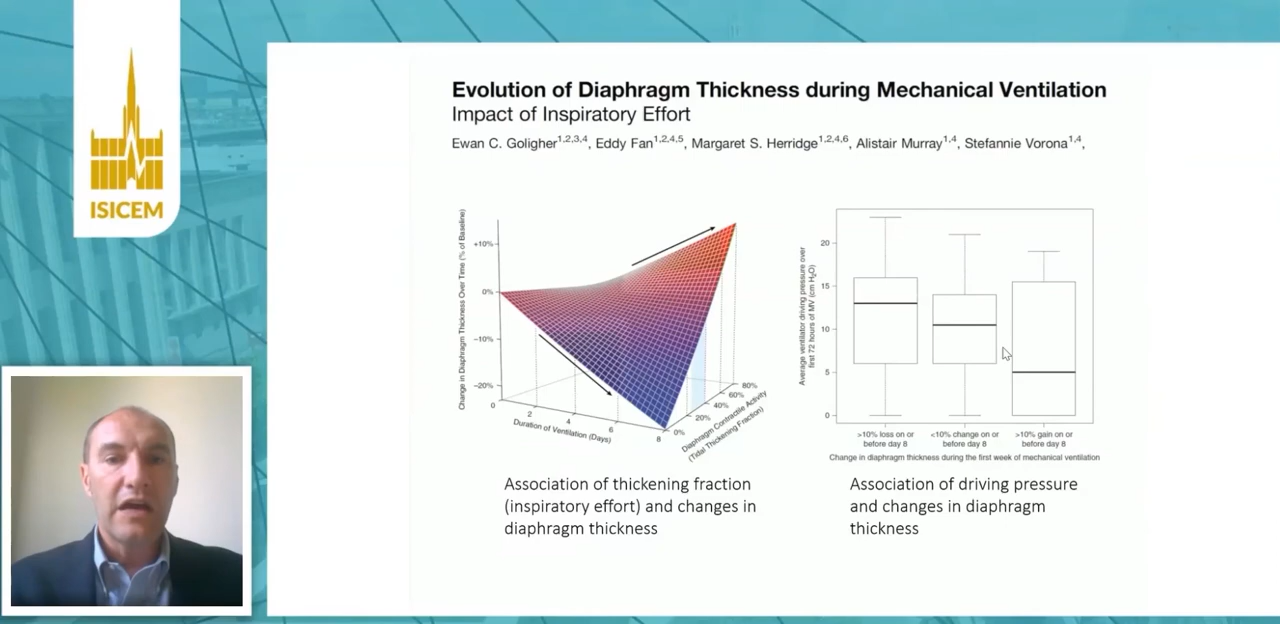 ISICEM
Evolution of Diaphragm Thickness during Mechanical Ventilation
Impact of Inspiratory Effort
Ewan C. Goligher1,2,3,4, Eddy Fan1,2,4,5, Margaret S. Herridge1,2,4,6, Alistair Murray1,4, Stefannie Vorona1,4,
Change in Diaphragm Thickness Over Time (% of Baseline)
+10%
0%
−10%
−20%
0
2
4
6
8
Duration of Ventilation (Days)
0%
20%
40%
60%
80%
Diaphragm Contractile Activity
(Tidal Thickening Fraction)
Average ventilator driving pressure over
first 72 hours of MV (cm H2O)
20
15
10
5
0
>10% loss on or
before day 8
<10% change on or
before day 8
>10% gain on or
before day 8
Change in diaphragm thickness during the first week of mechanical ventilation
Association of thickening fraction
(inspiratory effort) and changes in
diaphragm thickness
Association of driving pressure
and changes in diaphragm
thickness